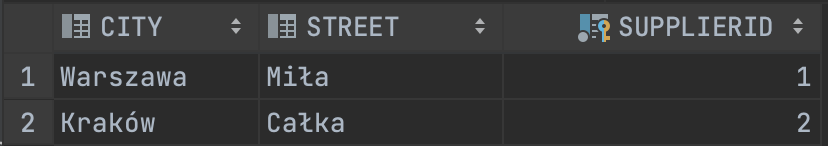 CITY STREET SUPPLIERID
1 Warszawa Miła 1
2 Kraków Całka 2